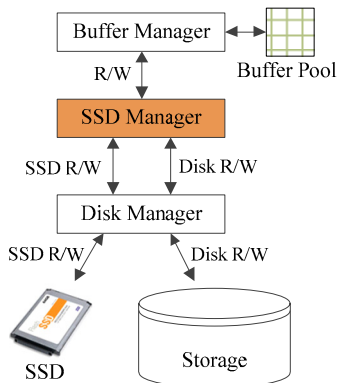 Buffer Manager
Buffer Pool
R/W
SSD Manager
SSD R/W
Disk R/W
Disk Manager
SSD R/W
Disk R/W
SSD
Storage